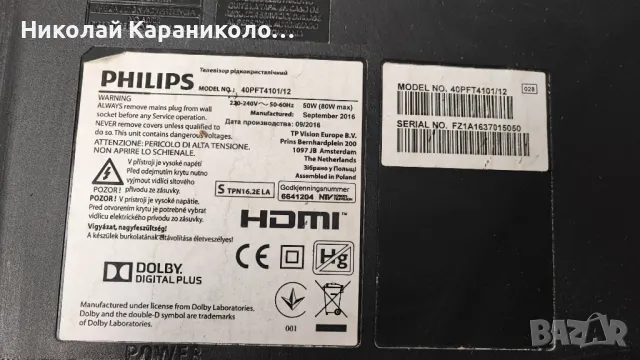 Николай Караниколо…
PHILIPS
Телевізор рідкокристалічний
MODEL NO.: 40PFT4101/12
220-240V~ 50-60Hz 50W (80W max)
Manufactured: September 2016
Дата производства: 09/2016
WARNING
ALWAYS remove mains plug from wall
socket before any Service operation.
NEVER remove covers unless qualified to
do so. This unit contains dangerous voltages.
ATTENZIONE: PERICOLO DI ALTA TENSIONE.
NON APRIRE LO SCHIENALE.
TP Vision Europe B.V.
Prins Bernhardplein 200
1097 JB Amsterdam
The Netherlands
Зібрано у Польщі
Assembled in Poland
V přístroji je vysoké napětí
Před odejmutím krytu nutno
vyjmout vidlici síťového
POZOR! přívodu ze zásuvky.
POZOR! V prístroji je vysoké napätie.
Pred otvorením krytu je potrebné vybrať
vidlicu elektrického prívodu zo zásuvky.
Vigyázat, nagyfeszültség!
A készülék burkolatának eltávolítása életveszélyes!
S TPN16.2E LA
Godkjenningsnummer
6641204 NTV
HDMI™
CE
Hg
DOLBY
DIGITAL PLUS
Manufactured under license from Dolby Laboratories.
Dolby and the double-D symbol are trademarks
of Dolby Laboratories.
001
POWER
MODEL NO. 40PFT4101/12
028
SERIAL NO. FZ1A1637015050
BAZAR